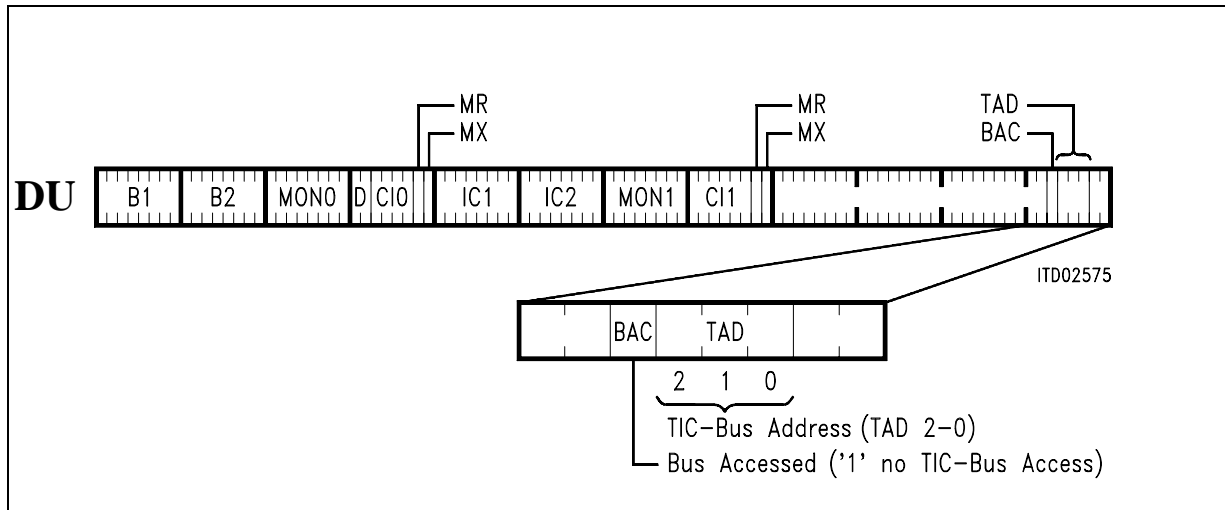 MR MR TAD
MX MX BAC
DU B1 B2 MON0 D CI0 IC1 IC2 MON1 CI1
ITD02575
BAC TAD
2 1 0
TIC-Bus Address (TAD 2-0)
Bus Accessed ('1' no TIC-Bus Access)